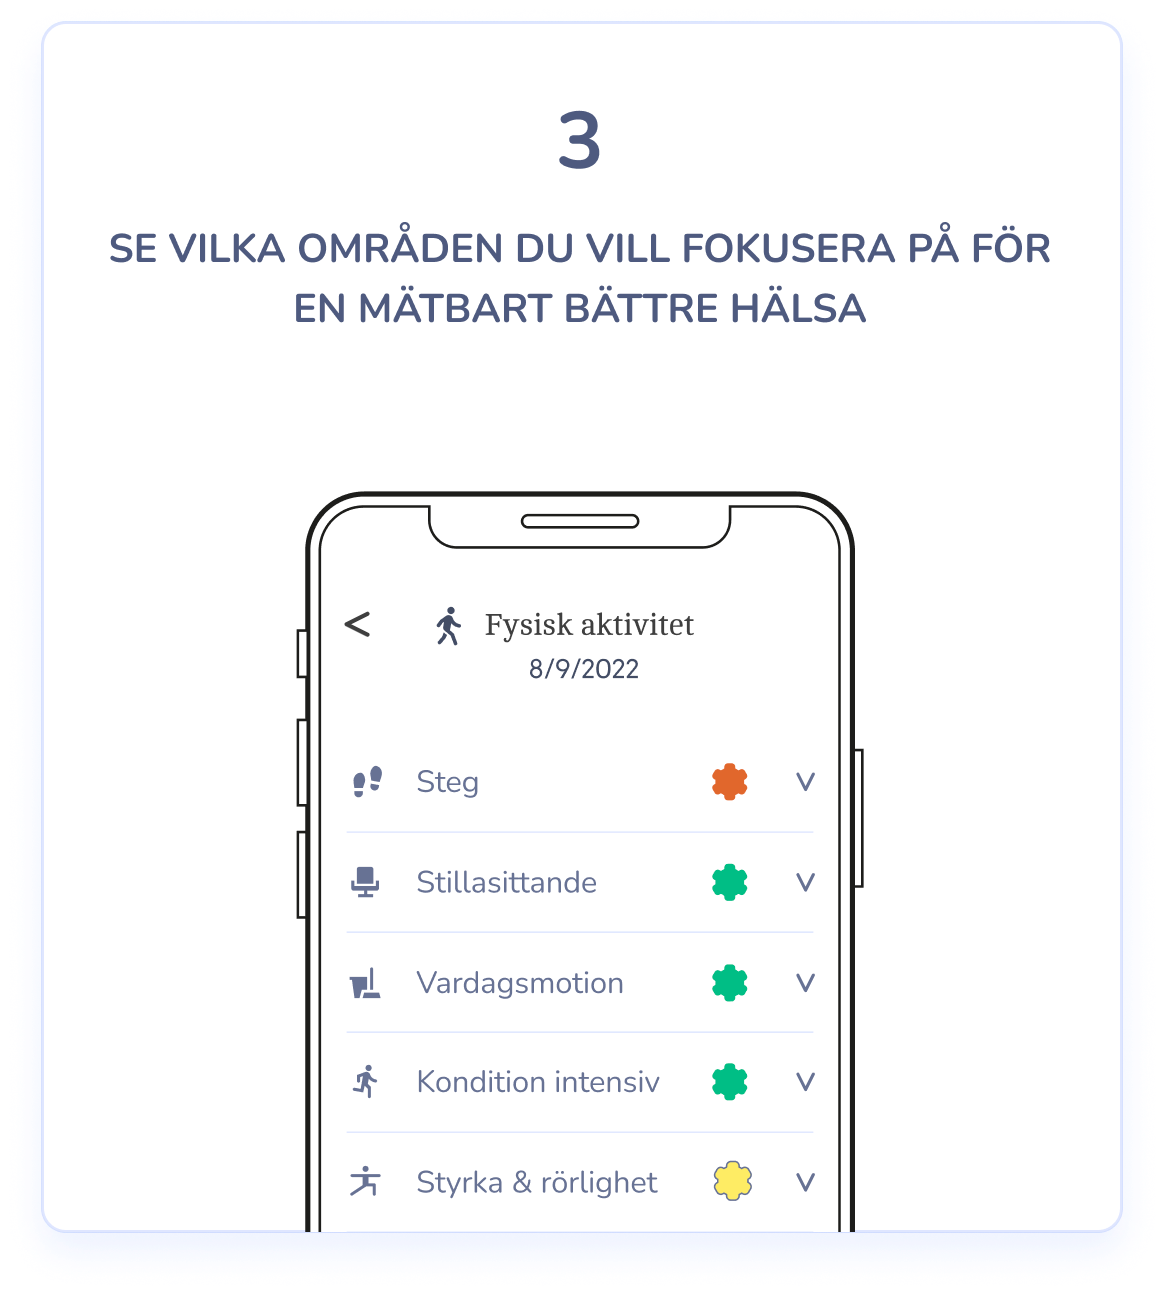 3
SE VILKA OMRÅDEN DU VILL FOKUSERA PÅ FÖR
EN MÄTBART BÄTTRE HÄLSA
< Fysisk aktivitet
8/9/2022
Steg
Stillasittande
Vardagsmotion
Kondition intensiv
Styrka & rörlighet